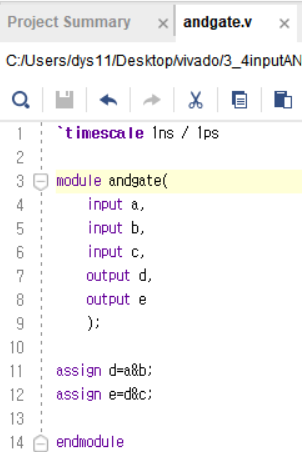 Project Summary × andgate.v ×
C:/Users/dys11/Desktop/vivado/3_4inputAN
1 `timescale 1ns / 1ps
2
3 module andgate(
4 input a,
5 input b,
6 input c,
7 output d,
8 output e
9 );
10
11 assign d=a&b;
12 assign e=d&c;
13
14 endmodule